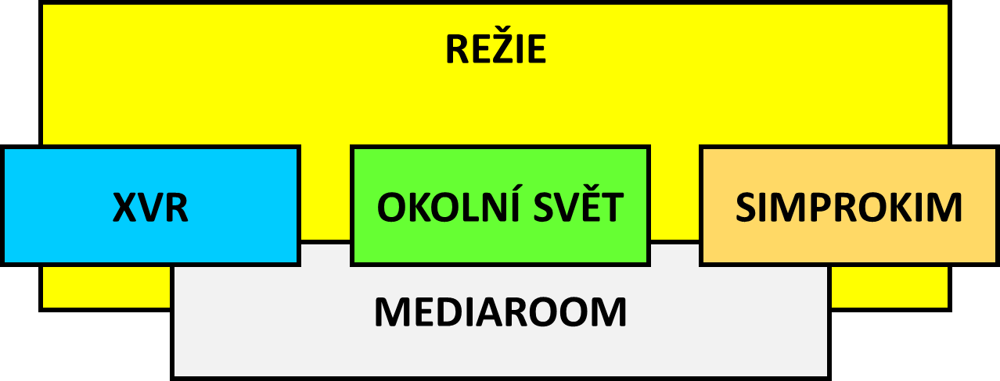 REŽIE
XVR
OKOLNÍ SVĚT
SIMPROKIM
MEDIAROOM